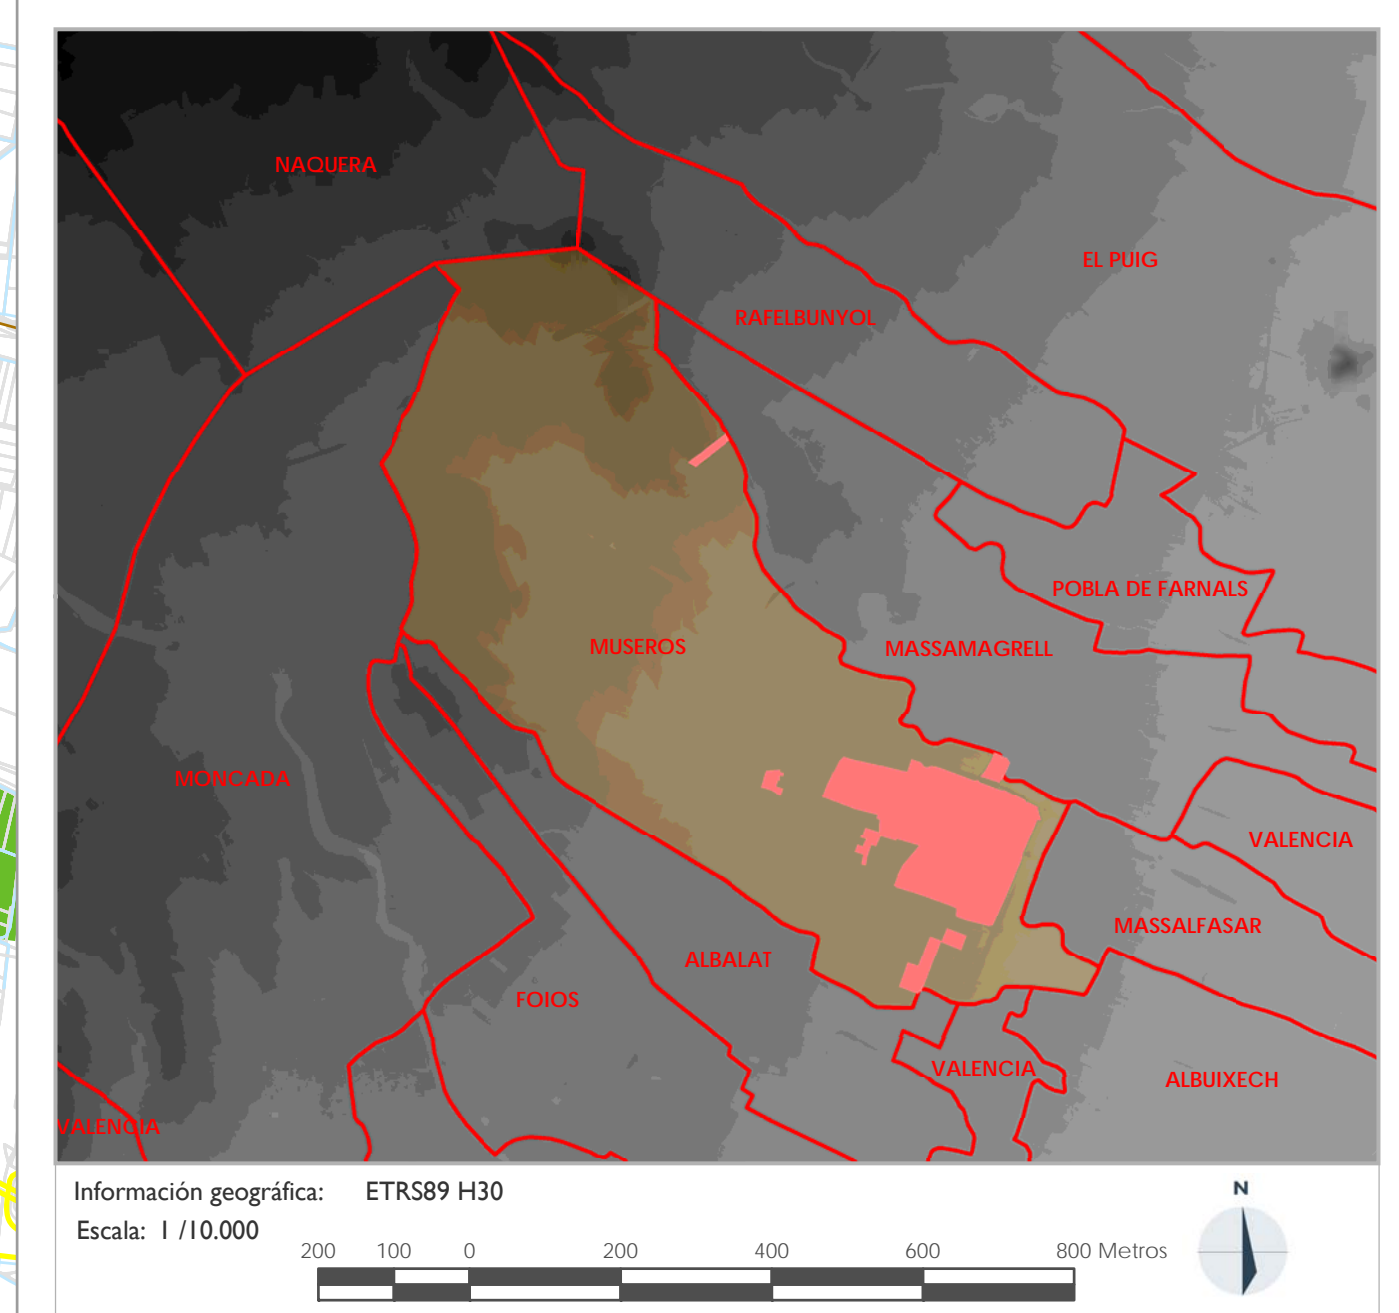 NAQUERA
EL PUIG
RAFELBUNYOL
POBLA DE FARNALS
MUSEROS
MASSAMAGRELL
MONCADA
VALENCIA
MASSALFASAR
ALBALAT
FOIOS
VALENCIA
ALBUIXECH
VALENCIA
Información geográfica: ETRS89 H30
Escala: 1 /10.000
N
200 100 0 200 400 600 800 Metros